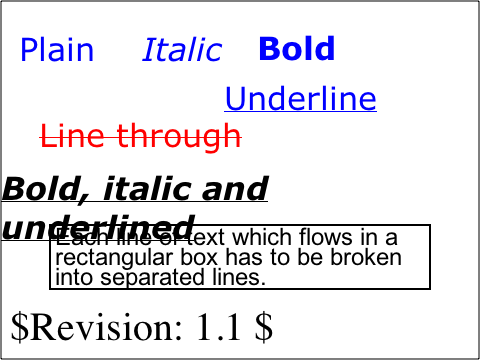 Plain Italic Bold
Underline
Line through
Bold, italic and
underlined
Each line of text which flows in a
rectangular box has to be broken
into separated lines.
$Revision: 1.1 $